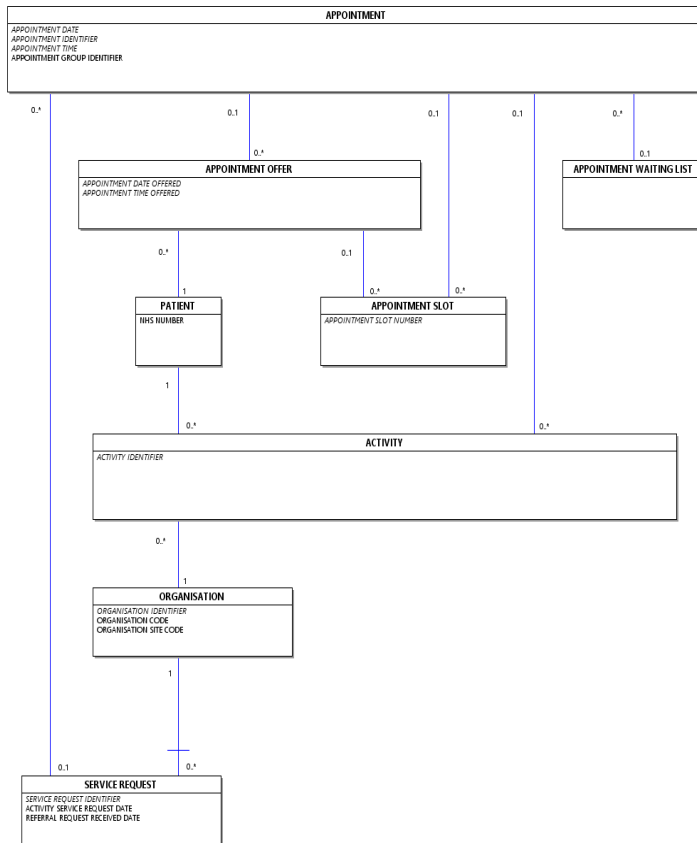 APPOINTMENT
APPOINTMENT DATE
APPOINTMENT IDENTIFIER
APPOINTMENT TIME
APPOINTMENT GROUP IDENTIFIER
0..* 0..1 0..1 0..1 0..*
0..* 0..1
APPOINTMENT OFFER
APPOINTMENT DATE OFFERED
APPOINTMENT TIME OFFERED
APPOINTMENT WAITING LIST
0..* 0..1
1 0..* 0..*
PATIENT
NHS NUMBER
APPOINTMENT SLOT
APPOINTMENT SLOT NUMBER
1
0..* 0..*
ACTIVITY
ACTIVITY IDENTIFIER
0..*
1
ORGANISATION
ORGANISATION IDENTIFIER
ORGANISATION CODE
ORGANISATION SITE CODE
1
0..1 0..*
SERVICE REQUEST
SERVICE REQUEST IDENTIFIER
ACTIVITY SERVICE REQUEST DATE
REFERRAL REQUEST RECEIVED DATE